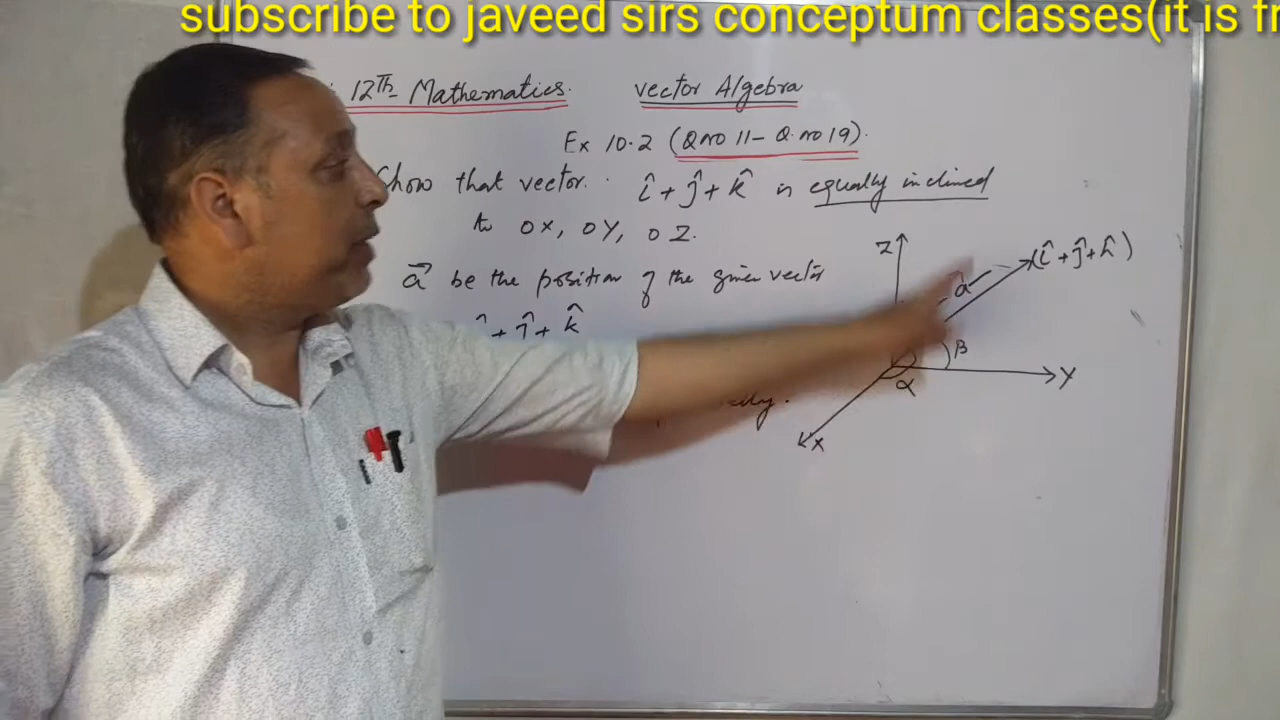 subscribe to javeed sirs conceptum classes(it is fr
12Th Mathematics. vector Algebra
Ex 10.2 (Q no 11 - Q. no 19).
Show that vector. î + ĵ + k̂ is equally inclined
to OX, OY, OZ.
a⃗ be the position of the given vector
î + ĵ + k̂
Z
(î + ĵ + k̂)
a⃗
β
Y
α
X